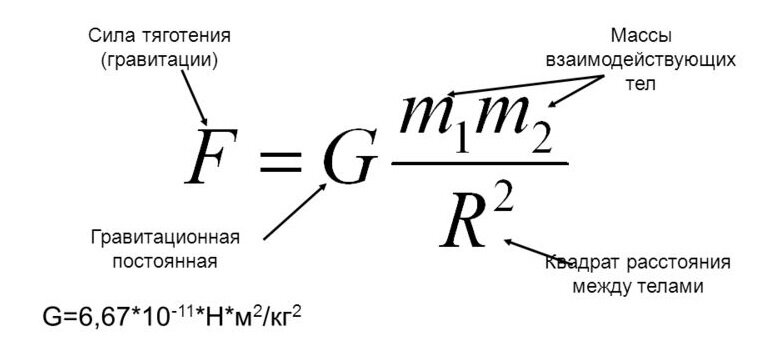 Сила тяготения
(гравитации)
Массы
взаимодействующих
тел
F = G m₁m₂ / R²
Гравитационная
постоянная
Квадрат расстояния
между телами
G=6,67*10⁻¹¹*Н*м²/кг²